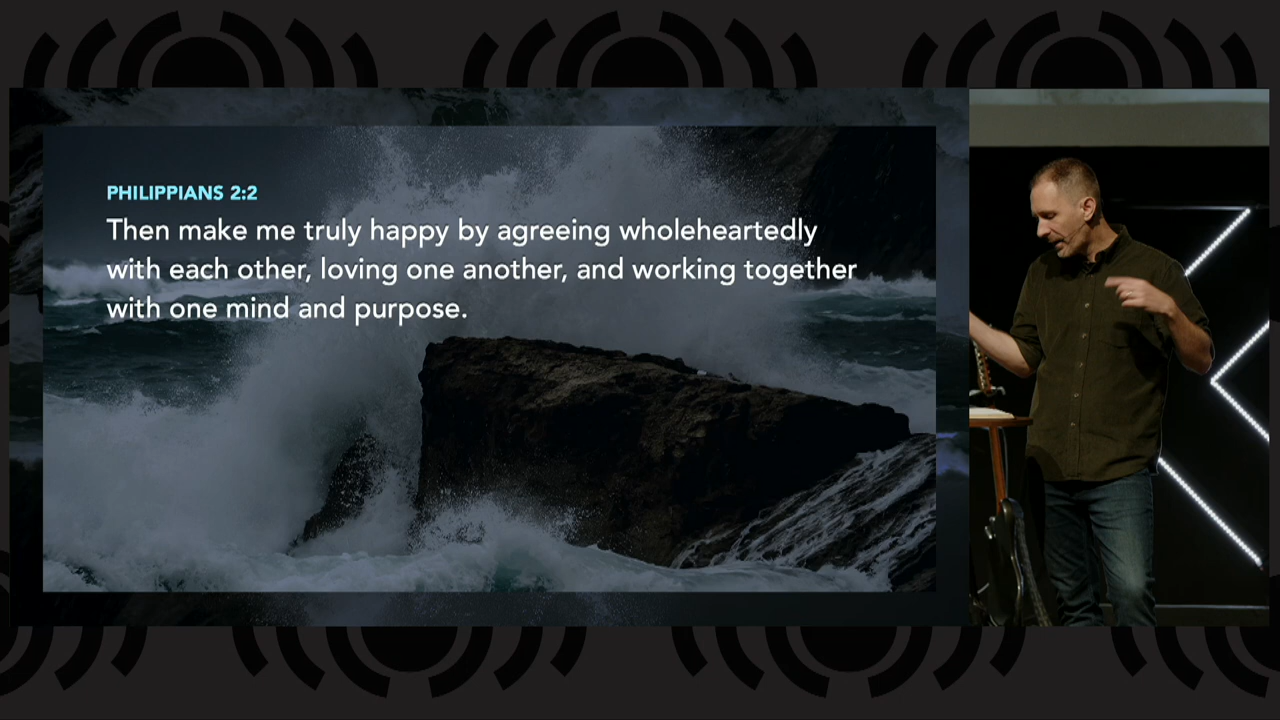 PHILIPPIANS 2:2
Then make me truly happy by agreeing wholeheartedly
with each other, loving one another, and working together
with one mind and purpose.